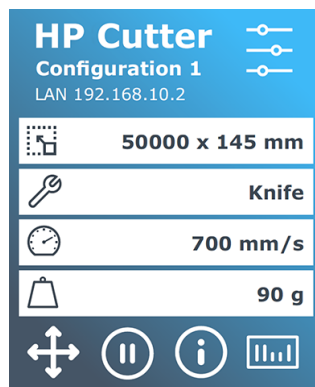 HP Cutter
Configuration 1
LAN 192.168.10.2
50000 x 145 mm
Knife
700 mm/s
90 g